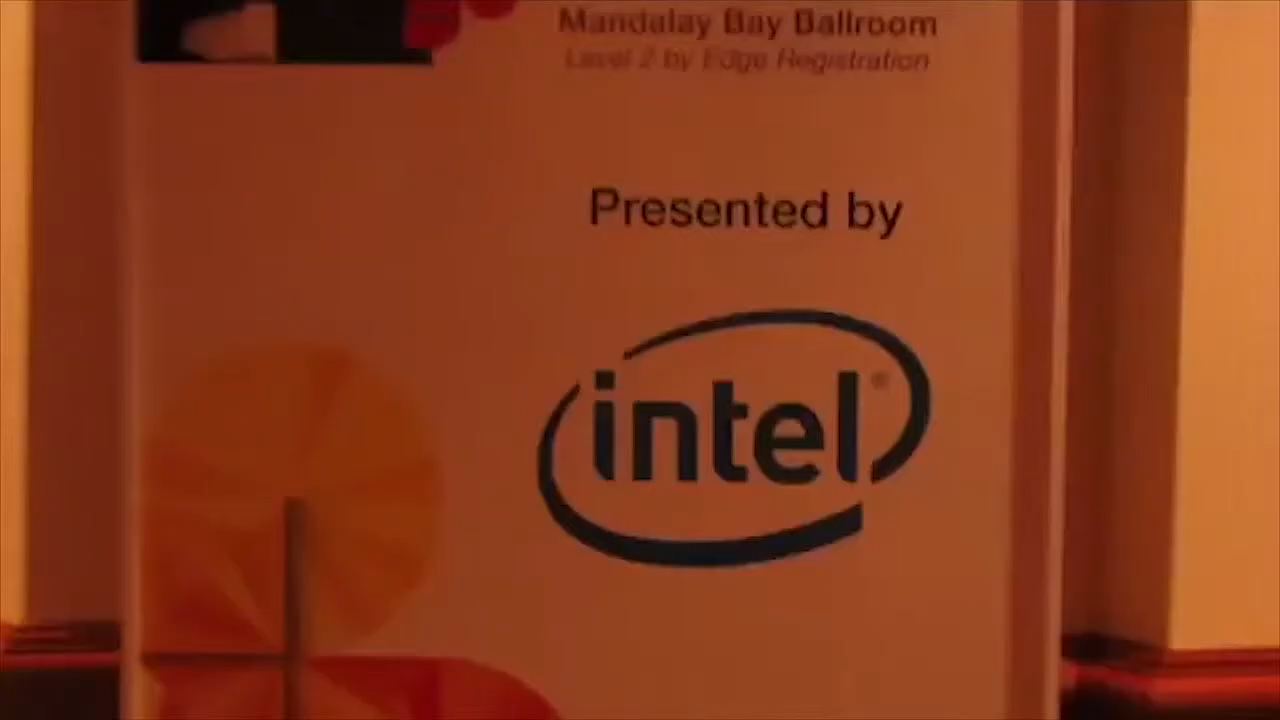 Mandalay Bay Ballroom
Level 2 by Edge Registration
Presented by
intel®